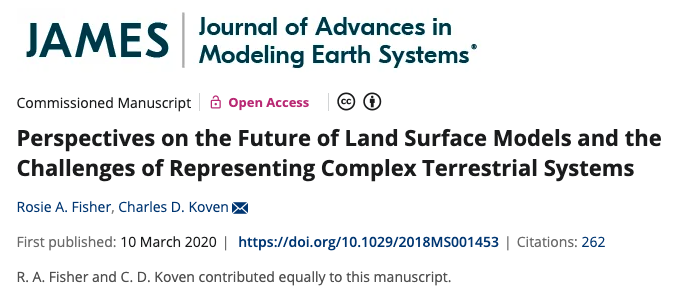 JAMES
Journal of Advances in
Modeling Earth Systems®
Commissioned Manuscript Open Access cc
Perspectives on the Future of Land Surface Models and the
Challenges of Representing Complex Terrestrial Systems
Rosie A. Fisher, Charles D. Koven
First published: 10 March 2020 | https://doi.org/10.1029/2018MS001453 | Citations: 262
R. A. Fisher and C. D. Koven contributed equally to this manuscript.